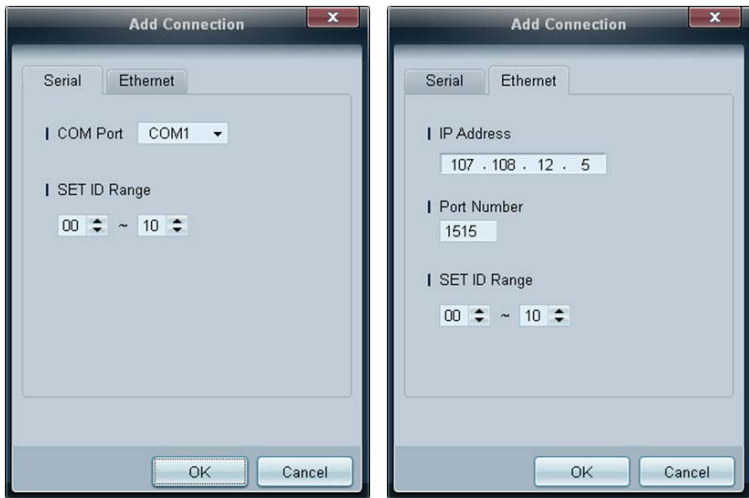 Add Connection
X
Serial Ethernet
COM Port COM1
SET ID Range
00 ~ 10
OK Cancel
Add Connection
X
Serial Ethernet
IP Address
107 . 108 . 12 . 5
Port Number
1515
SET ID Range
00 ~ 10
OK Cancel